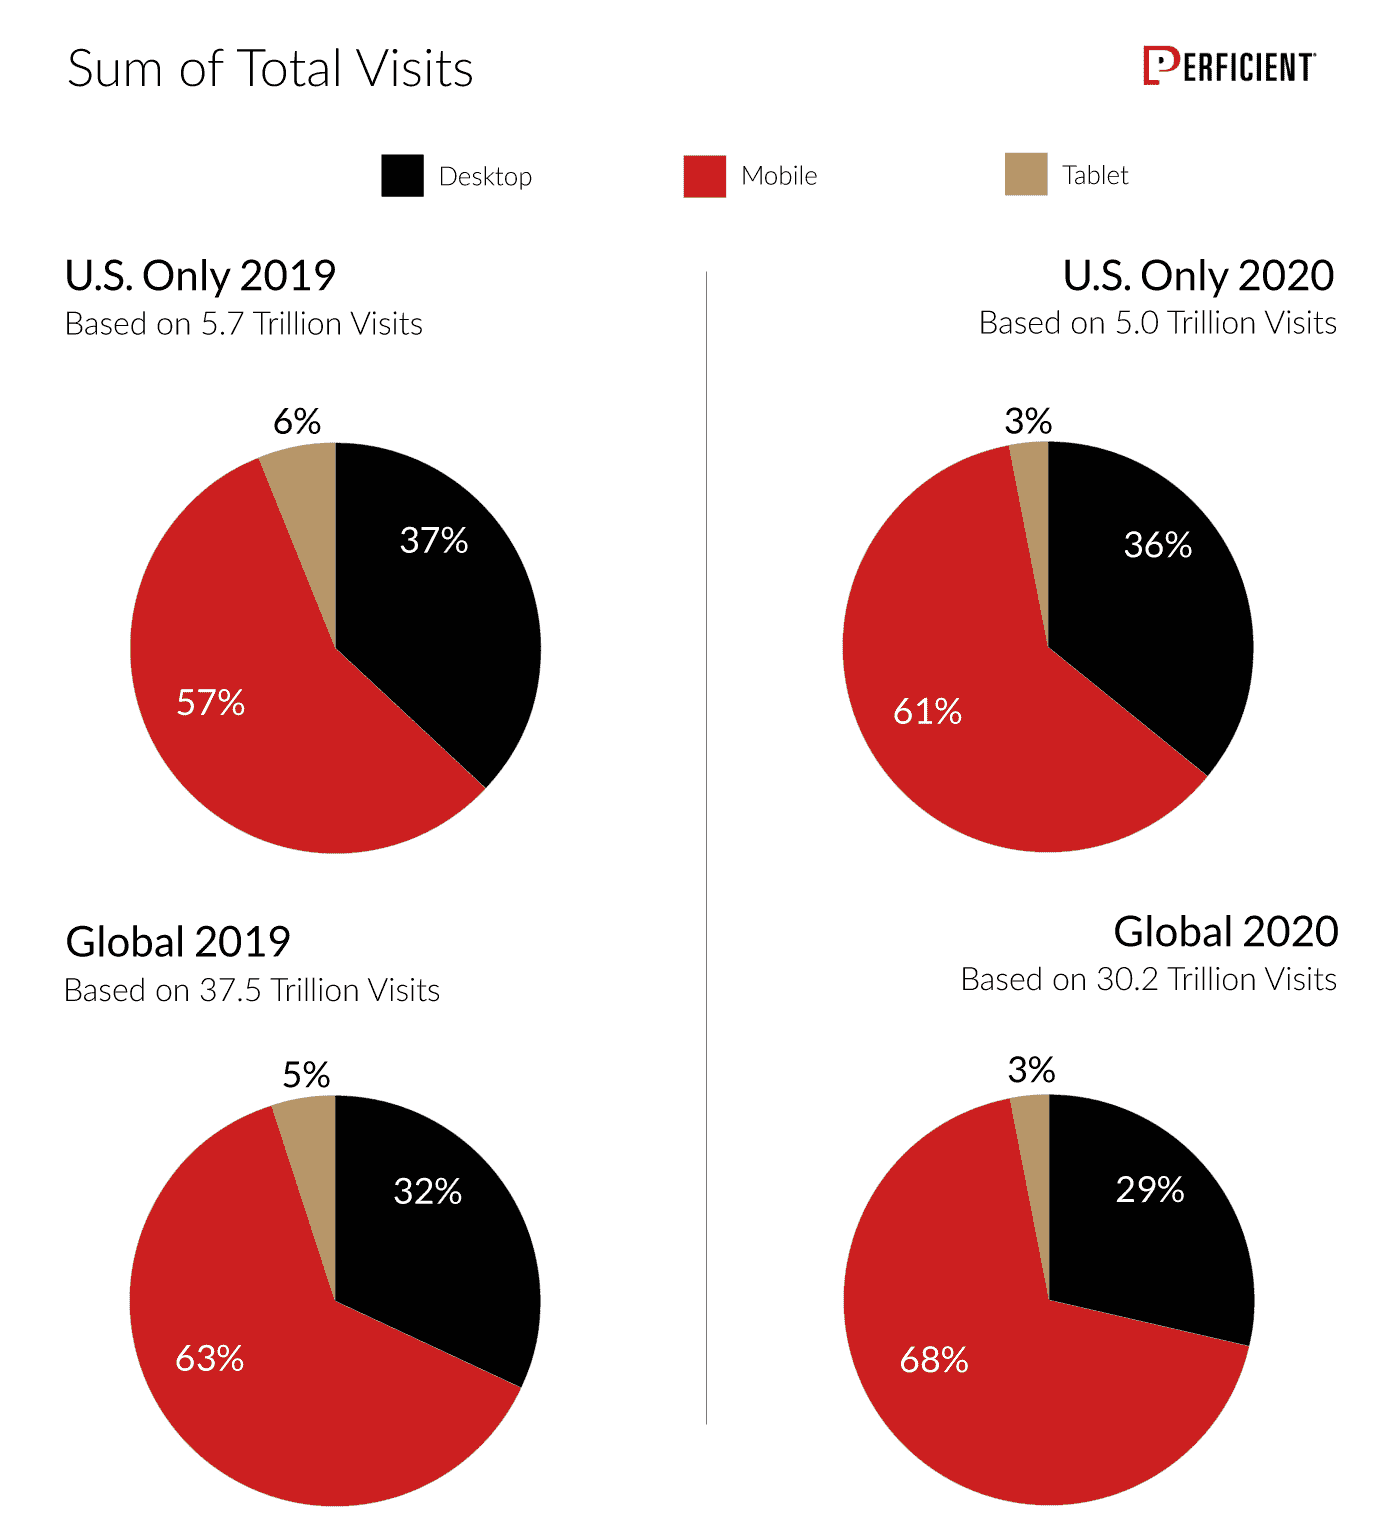 Sum of Total Visits
PERFICIENT
Desktop
Mobile
Tablet
U.S. Only 2019
Based on 5.7 Trillion Visits
6%
37%
57%
U.S. Only 2020
Based on 5.0 Trillion Visits
3%
36%
61%
Global 2019
Based on 37.5 Trillion Visits
5%
32%
63%
Global 2020
Based on 30.2 Trillion Visits
3%
29%
68%